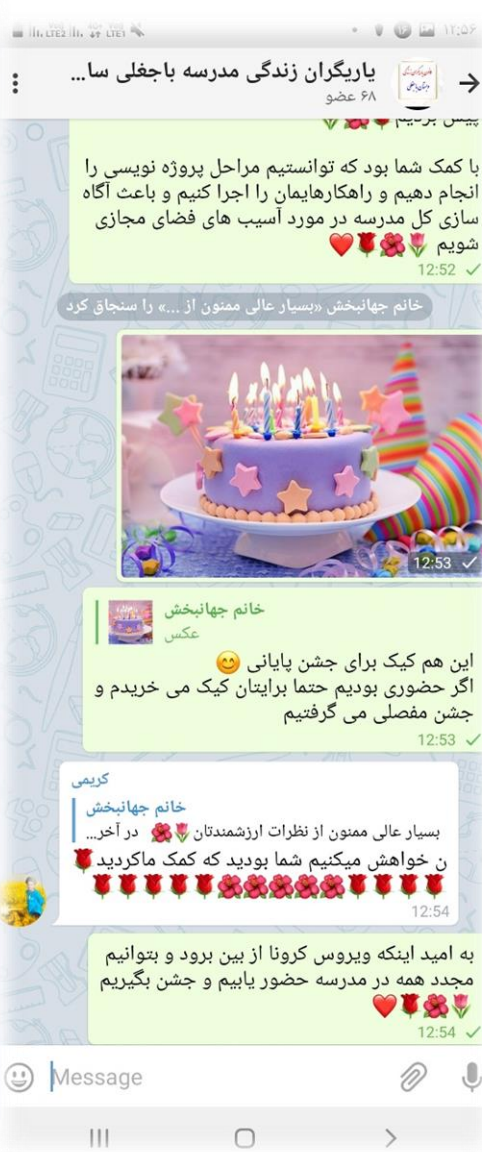 ۱۲:۵۶
یاریگران زندگی مدرسه باجغلی سا...
۶۸ عضو
پیش بردیم
با کمک شما بود که توانستیم مراحل پروژه نویسی را
انجام دهیم و راهکارهایمان را اجرا کنیم و باعث آگاه
سازی کل مدرسه در مورد آسیب های فضای مجازی
شویم 🌷🌺🌹❤️
12:52
خانم جهانبخش «بسیار عالی ممنون از ...» را سنجاق کرد
12:53
خانم جهانبخش
عکس
این هم کیک برای جشن پایانی 😊
اگر حضوری بودیم حتما برایتان کیک می خریدم و
جشن مفصلی می گرفتیم
12:53
کریمی
خانم جهانبخش
بسیار عالی ممنون از نظرات ارزشمندتان🌷🌺 در آخر...
ن خواهش میکنیم شما بودید که کمک ماکردید🌹
🌹🌹🌹🌹🌺🌺🌺🌺🌺🌹🌹🌹🌹🌹
12:54
به امید اینکه ویروس کرونا از بین برود و بتوانیم
مجدد همه در مدرسه حضور یابیم و جشن بگیریم
🌷🌺🌹❤️
12:54
Message